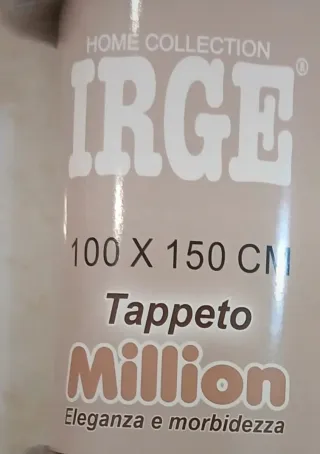 HOME COLLECTION
IRGE®
100 X 150 CM
Tappeto
Million
Eleganza e morbidezza